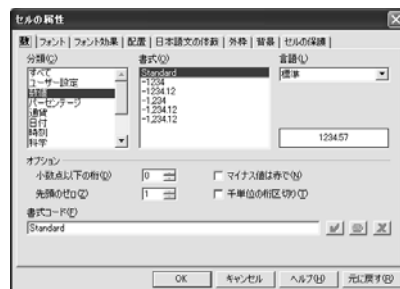 セルの属性
数 フォント フォント効果 配置 日本語文の体裁 外枠 背景 セルの保護
分類(C) 書式(O) 言語(L)
すべて
ユーザー設定
数値
パーセンテージ
通貨
日付
時刻
科学
Standard
-1234
-1234.12
-1,234
-1,234.12
-1,234.12
標準
1234.57
オプション
小数点以下の桁(D) 0 マイナス値は赤で(N)
先頭のゼロ(Z) 1 千単位の桁区切り(T)
書式コード(F)
Standard
OK キャンセル ヘルプ(H) 元に戻す(R)